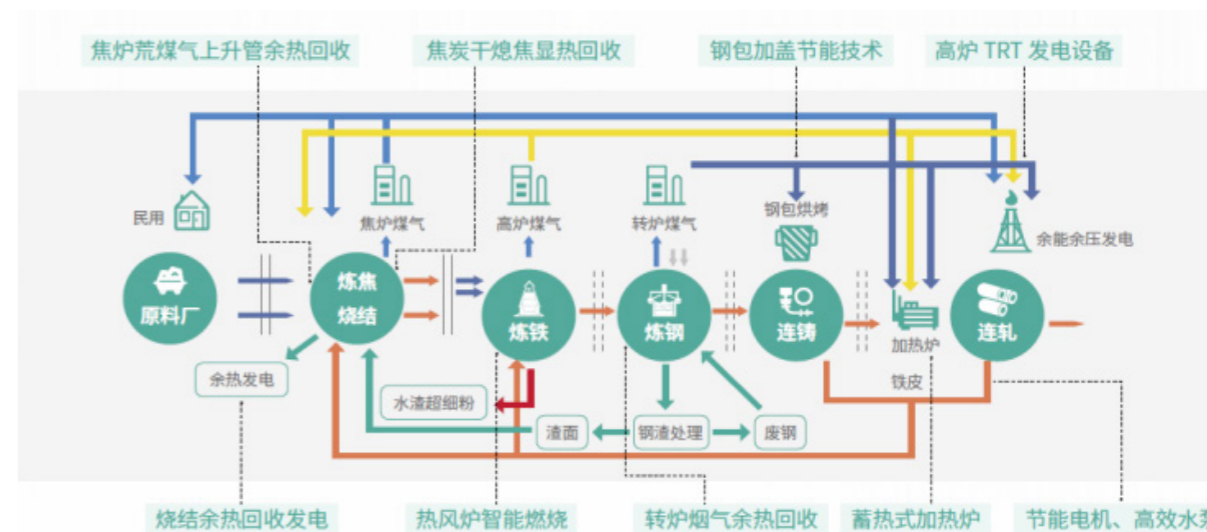 焦炉荒煤气上升管余热回收
焦炭干熄焦显热回收
钢包加盖节能技术
高炉 TRT 发电设备
民用
焦炉煤气
高炉煤气
转炉煤气
钢包烘烤
余能余压发电
原料厂
炼焦
烧结
炼铁
炼钢
连铸
加热炉
连轧
余热发电
水渣超细粉
铁皮
渣面
钢渣处理
废钢
烧结余热回收发电
热风炉智能燃烧
转炉烟气余热回收
蓄热式加热炉
节能电机、高效水泵